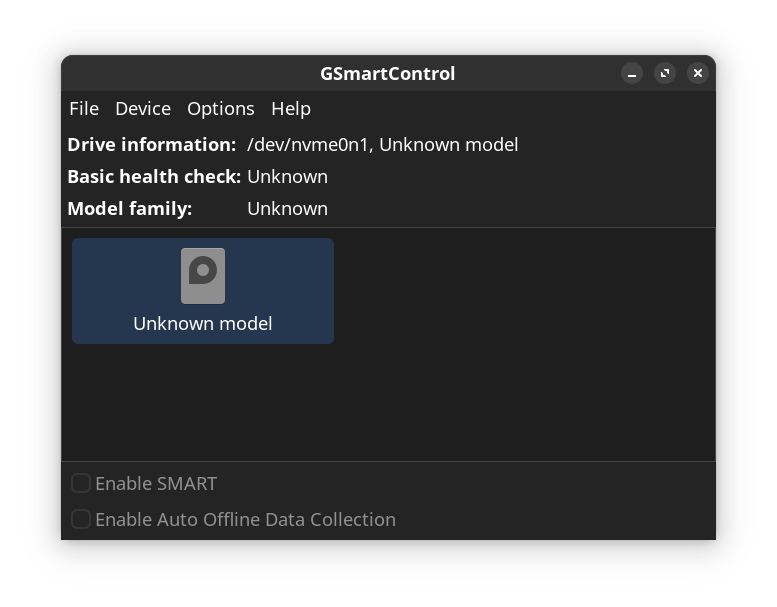 GSmartControl
File Device Options Help
Drive information: /dev/nvme0n1, Unknown model
Basic health check: Unknown
Model family: Unknown
Unknown model
Enable SMART
Enable Auto Offline Data Collection